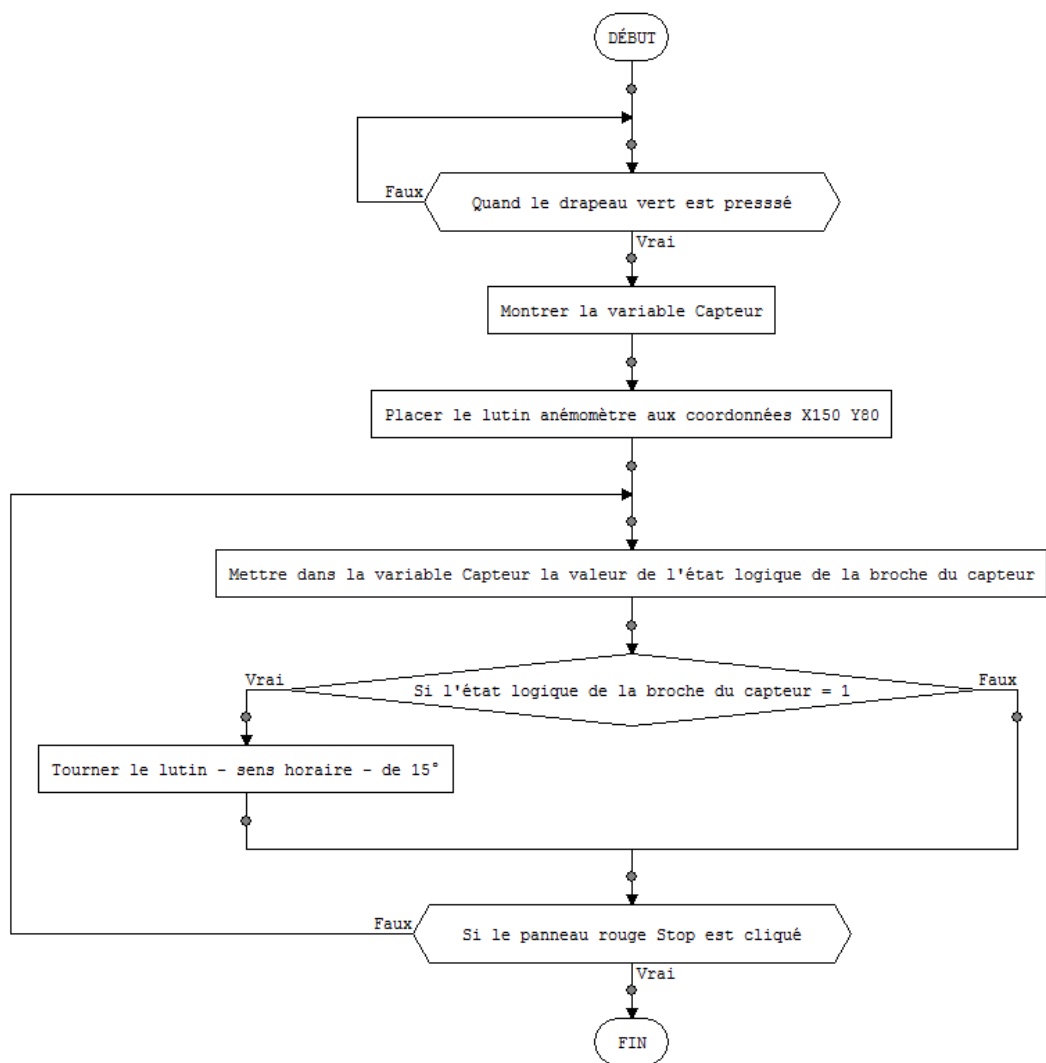 DÉBUT
Faux
Quand le drapeau vert est presssé
Vrai
Montrer la variable Capteur
Placer le lutin anémomètre aux coordonnées X150 Y80
Mettre dans la variable Capteur la valeur de l'état logique de la broche du capteur
Vrai
Si l'état logique de la broche du capteur = 1
Faux
Tourner le lutin - sens horaire - de 15°
Faux
Si le panneau rouge Stop est cliqué
Vrai
FIN